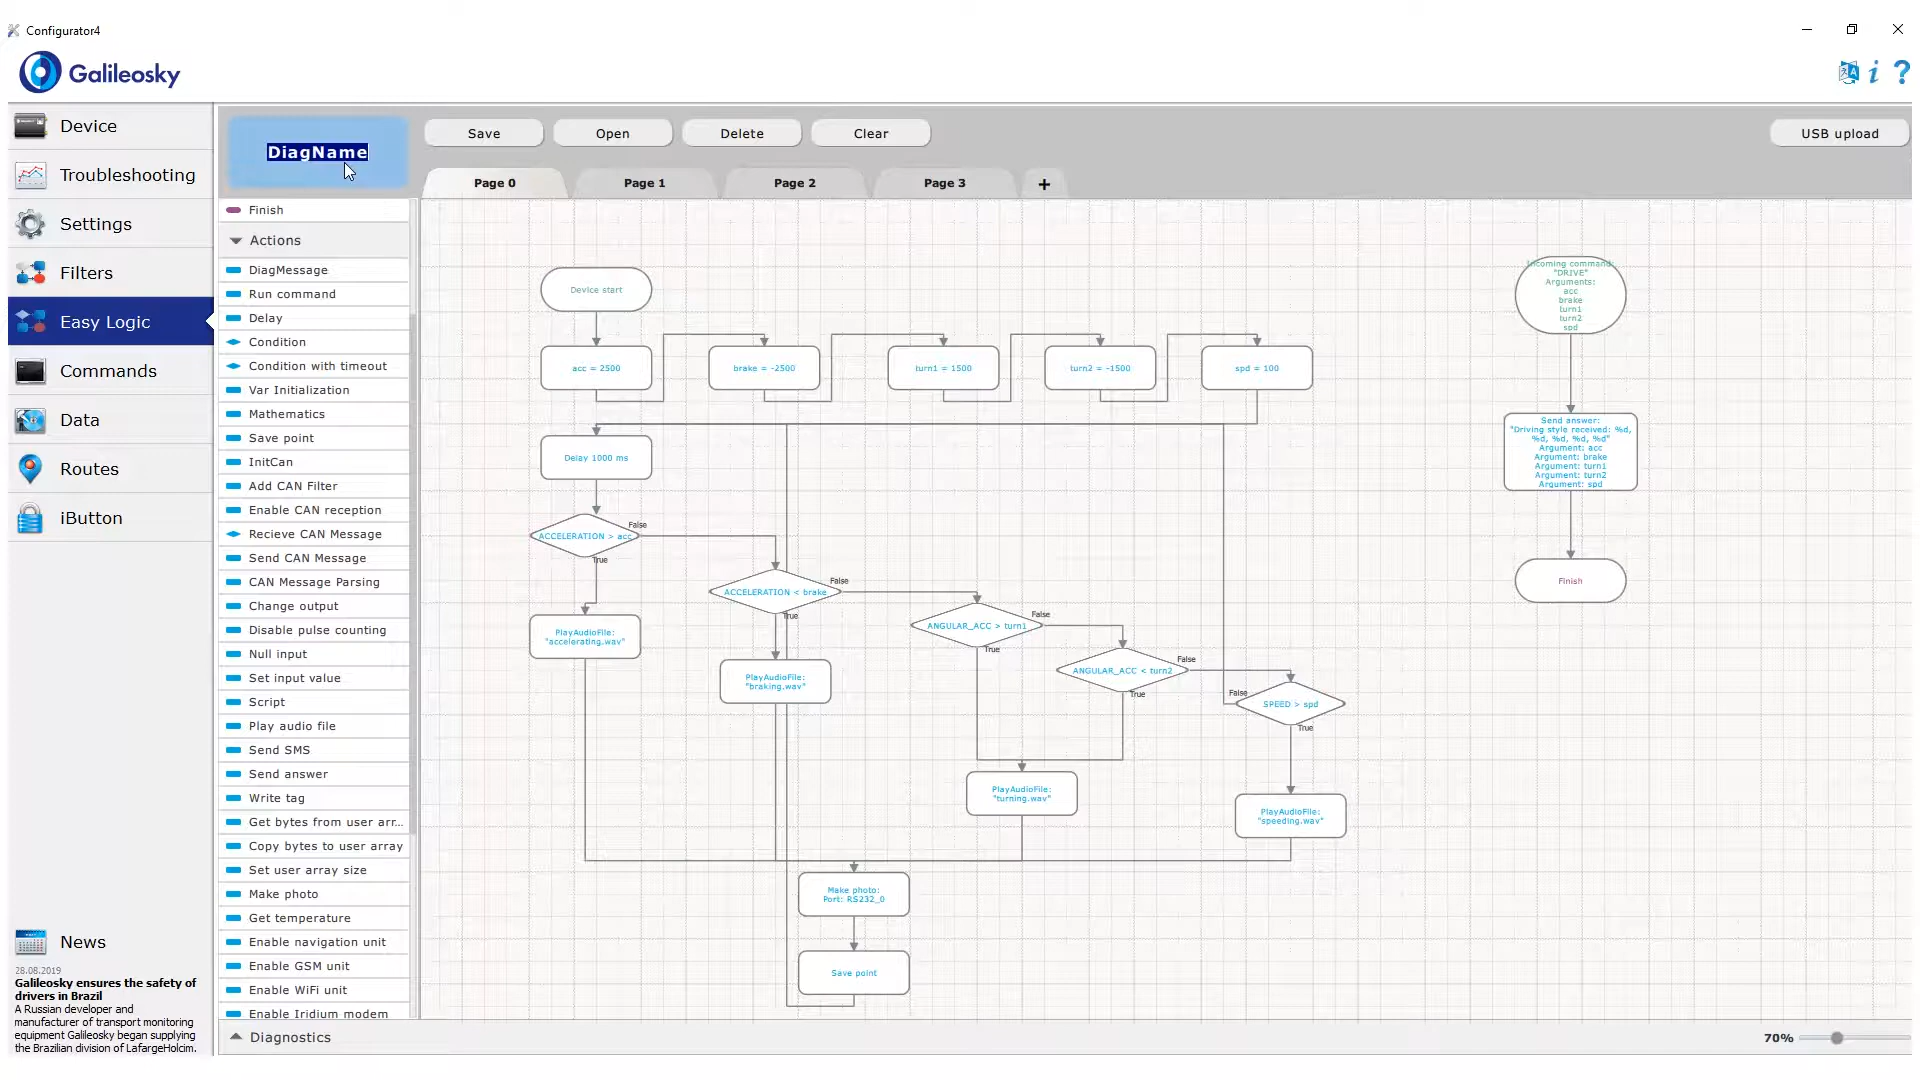 Configurator4
Galileosky
Device
Troubleshooting
Settings
Filters
Easy Logic
Commands
Data
Routes
iButton
News
28.08.2019
Galileosky ensures the safety of
drivers in Brazil
A Russian developer and
manufacturer of transport monitoring
equipment Galileosky began supplying
the Brazilian division of LafargeHolcim.
DiagName
Save
Open
Delete
Clear
USB upload
Page 0
Page 1
Page 2
Page 3
+
Finish
Actions
DiagMessage
Run command
Delay
Condition
Condition with timeout
Var Initialization
Mathematics
Save point
InitCan
Add CAN Filter
Enable CAN reception
Recieve CAN Message
Send CAN Message
CAN Message Parsing
Change output
Disable pulse counting
Null input
Set input value
Script
Play audio file
Send SMS
Send answer
Write tag
Get bytes from user arr...
Copy bytes to user array
Set user array size
Make photo
Get temperature
Enable navigation unit
Enable GSM unit
Enable WiFi unit
Enable Iridium modem
Diagnostics
Device start
acc = 2500
brake = -2500
turn1 = 1500
turn2 = -1500
spd = 100
Delay 1000 ms
ACCELERATION > acc
False
True
PlayAudioFile:
"accelerating.wav"
ACCELERATION < brake
False
True
PlayAudioFile:
"braking.wav"
ANGULAR_ACC > turn1
False
True
ANGULAR_ACC < turn2
False
True
PlayAudioFile:
"turning.wav"
False
SPEED > spd
True
PlayAudioFile:
"speeding.wav"
Make photo:
Port: RS232_0
Save point
Incoming command:
"DRIVE"
Arguments:
acc
brake
turn1
turn2
spd
Send answer:
"Driving style received: %d,
%d, %d, %d, %d"
Argument: acc
Argument: brake
Argument: turn1
Argument: turn2
Argument: spd
Finish
70%